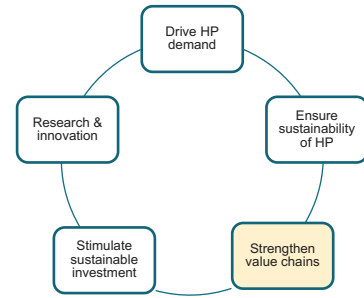 Drive HP
demand
Ensure
sustainability
of HP
Strengthen
value chains
Stimulate
sustainable
investment
Research &
innovation